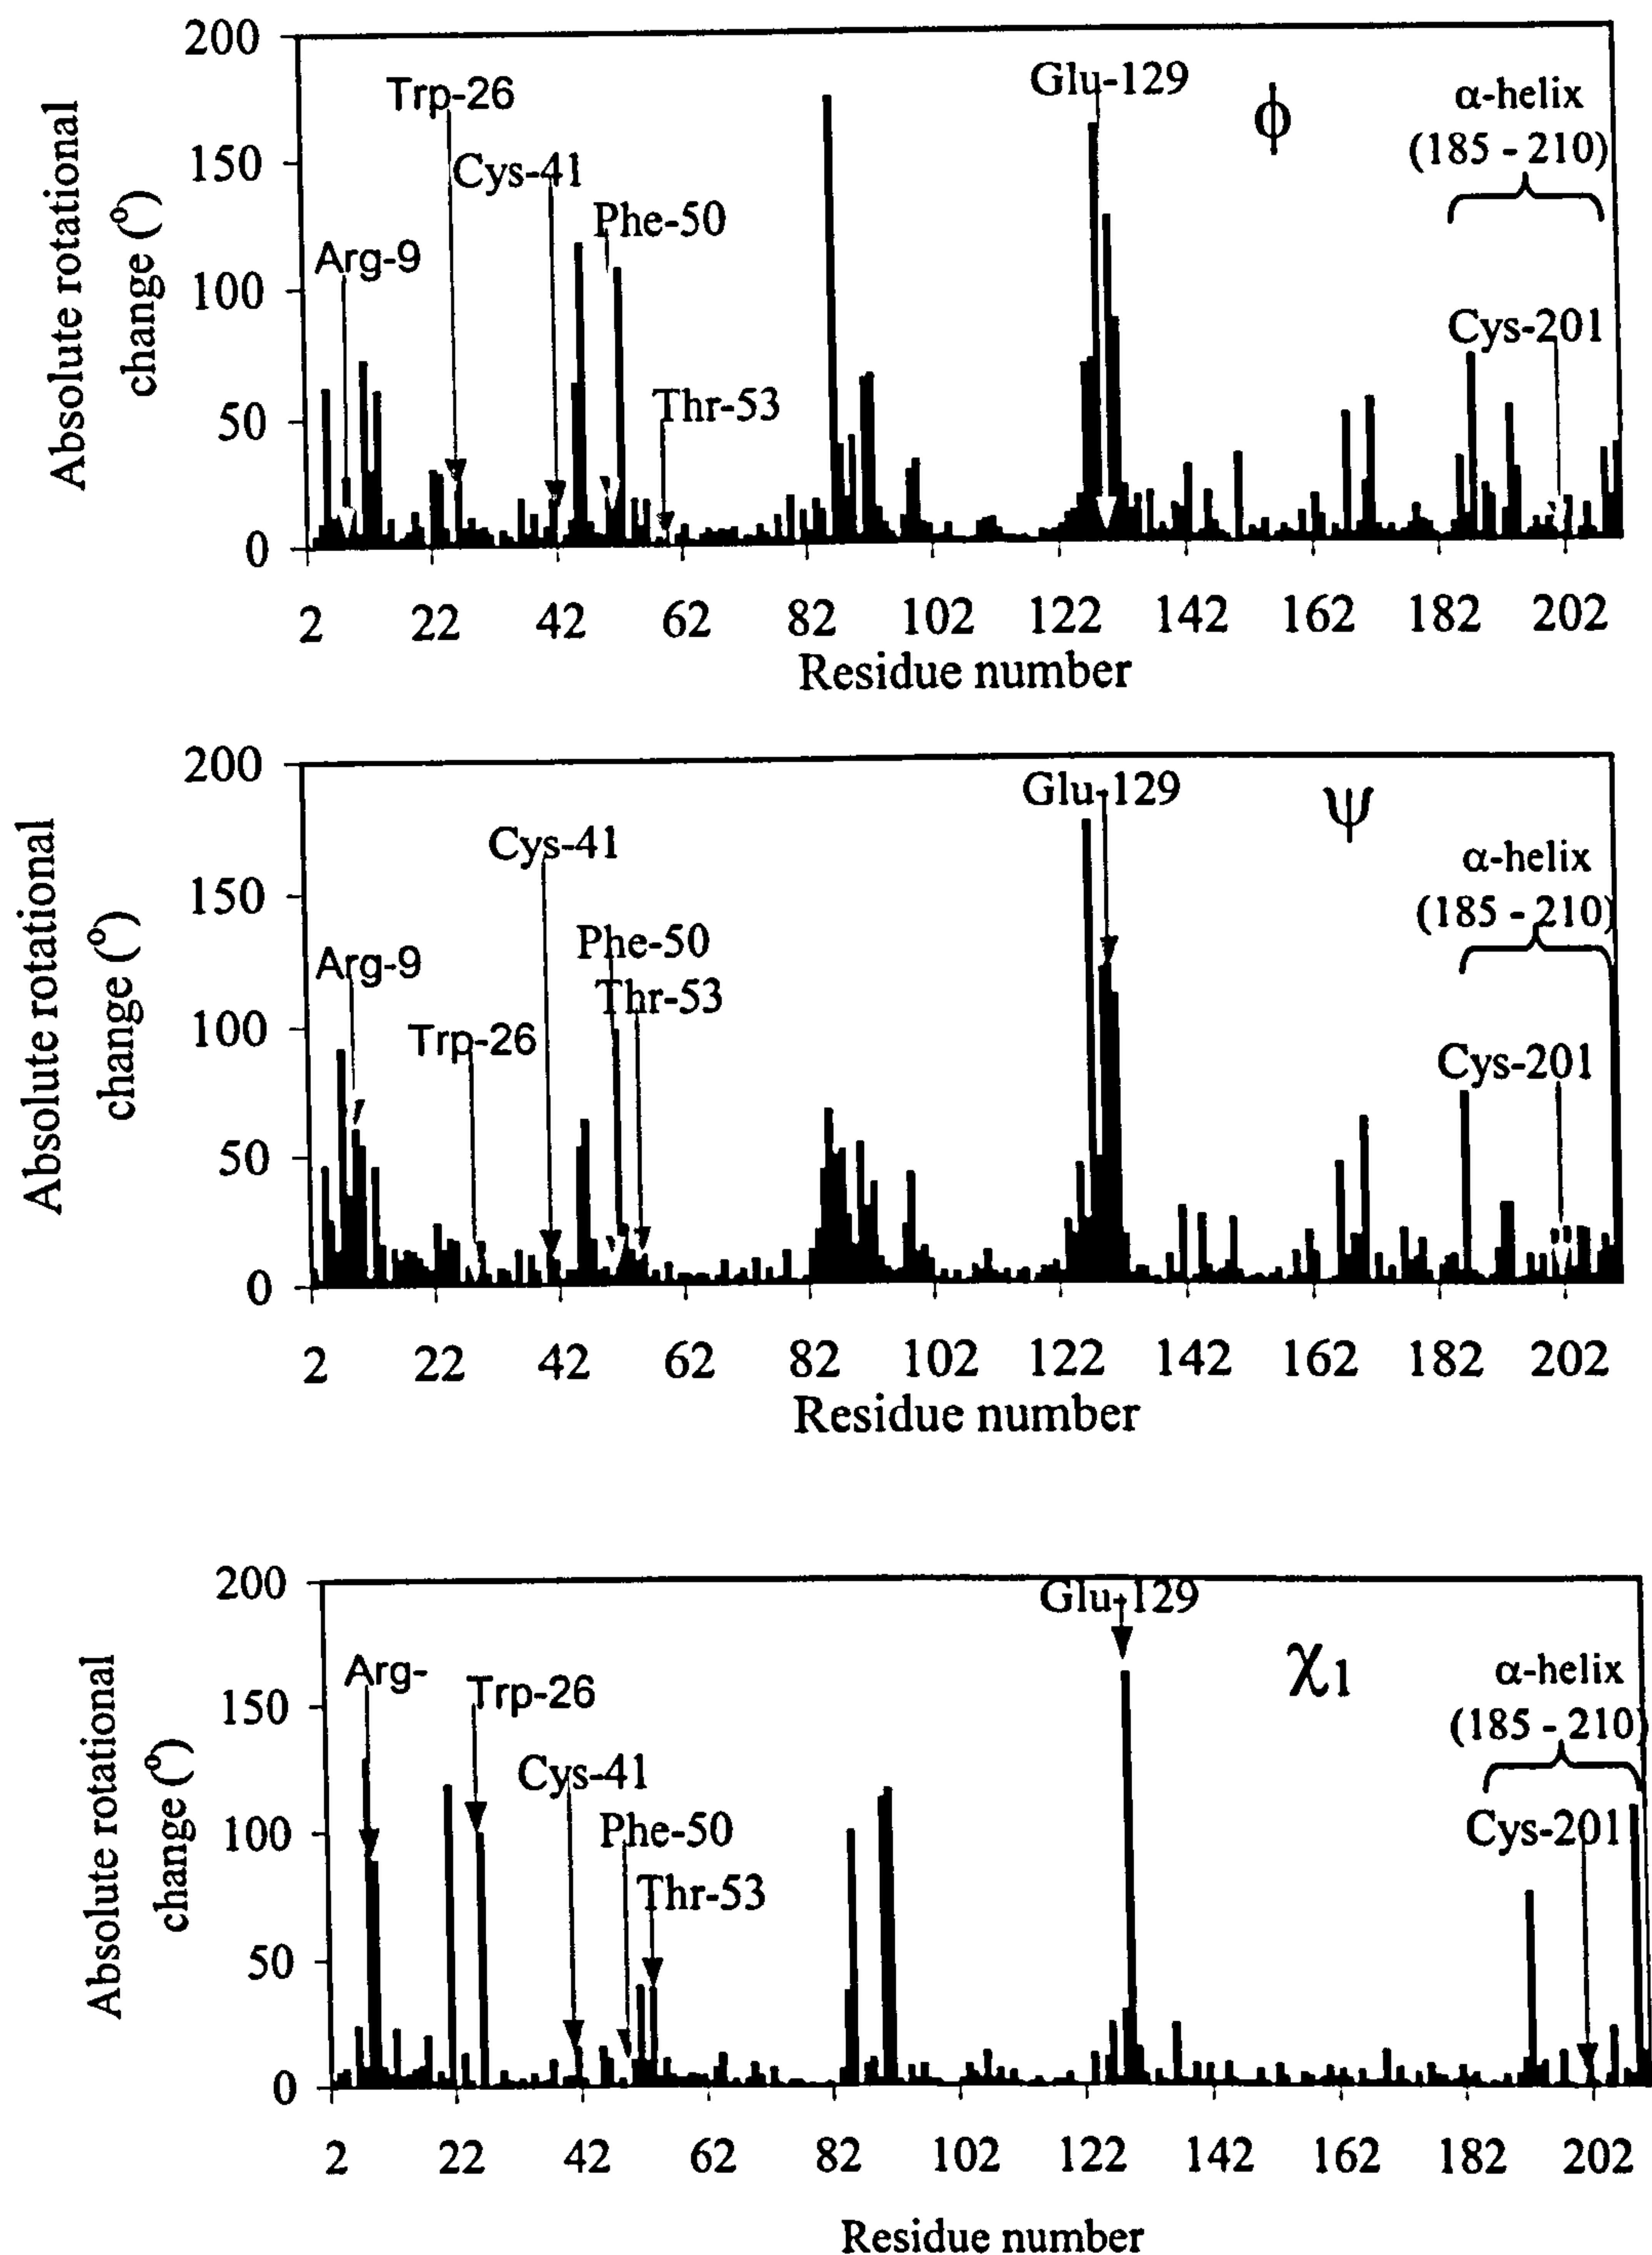 Absolute rotational
change (°)
200
150
100
50
0
Trp-26
Glu-129
ϕ
α-helix
(185 - 210)
Cys-41
Phe-50
Arg-9
Cys-201
Thr-53
2 22 42 62 82 102 122 142 162 182 202
Residue number
Absolute rotational
change (°)
200
150
100
50
0
Glu-129
ψ
Cys-41
α-helix
(185 - 210)
Phe-50
Arg-9
Thr-53
Trp-26
Cys-201
2 22 42 62 82 102 122 142 162 182 202
Residue number
Absolute rotational
change (°)
200
150
100
50
0
Glu-129
Arg-
χ1
α-helix
(185 - 210)
Trp-26
Cys-41
Phe-50
Cys-201
Thr-53
2 22 42 62 82 102 122 142 162 182 202
Residue number